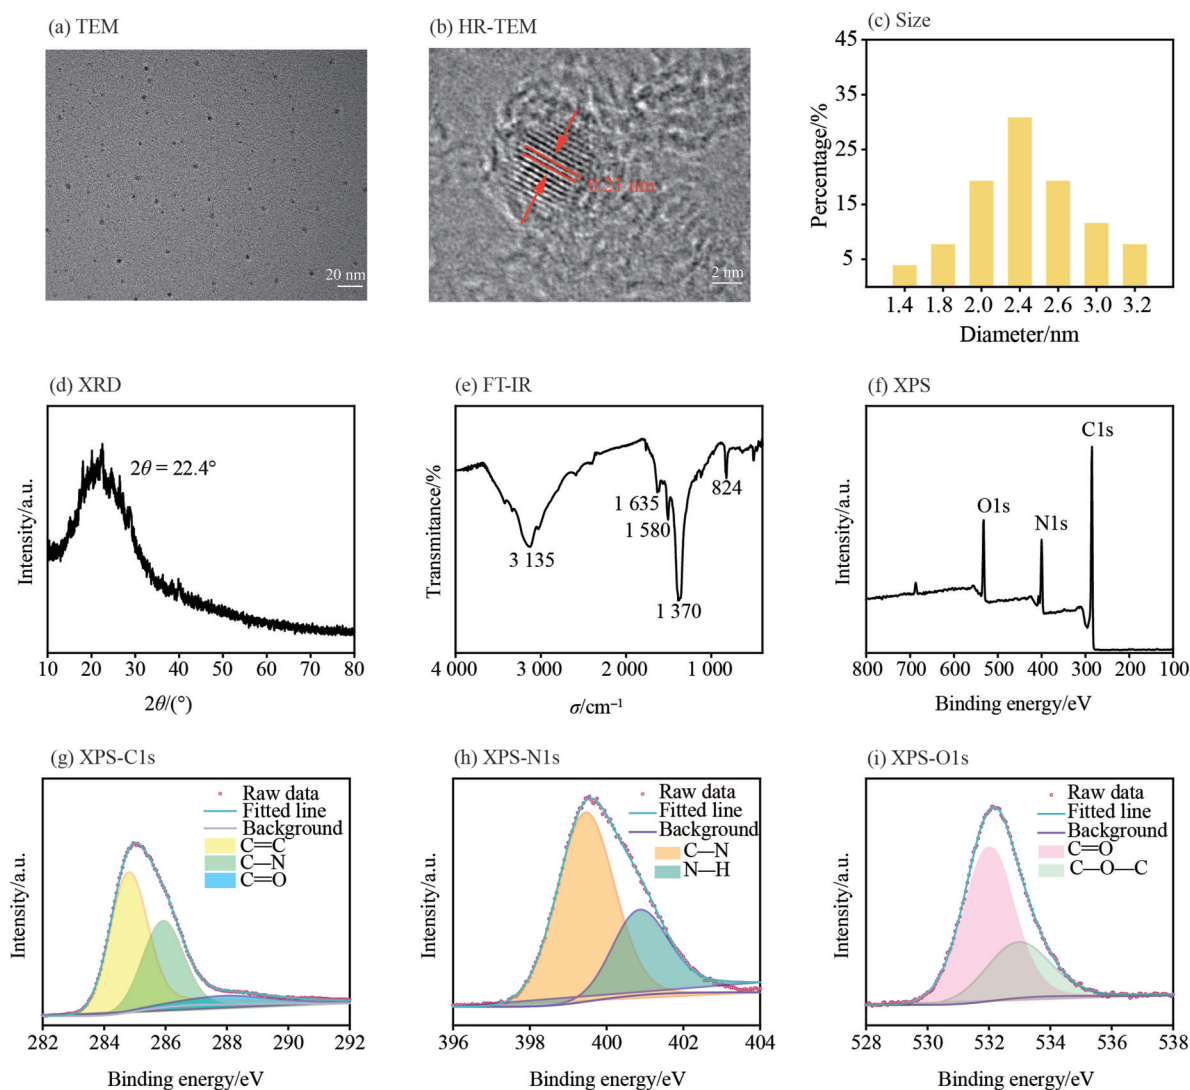 (a) TEM
20 nm
(b) HR-TEM
0.21 nm
2 nm
(c) Size
Percentage/%
45
35
25
15
5
1.4 1.8 2.0 2.4 2.6 3.0 3.2
Diameter/nm
(d) XRD
Intensity/a.u.
2θ = 22.4°
10 20 30 40 50 60 70 80
2θ/(°)
(e) FT-IR
Transmitance/%
3 135
1 635
1 580
1 370
824
4 000 3 000 2 000 1 000
σ/cm⁻¹
(f) XPS
Intensity/a.u.
O1s
N1s
C1s
800 700 600 500 400 300 200 100
Binding energy/eV
(g) XPS-C1s
Intensity/a.u.
Raw data
Fitted line
Background
C=C
C—N
C=O
282 284 286 288 290 292
Binding energy/eV
(h) XPS-N1s
Intensity/a.u.
Raw data
Fitted line
Background
C—N
N—H
396 398 400 402 404
Binding energy/eV
(i) XPS-O1s
Intensity/a.u.
Raw data
Fitted line
Background
C=O
C—O—C
528 530 532 534 536 538
Binding energy/eV